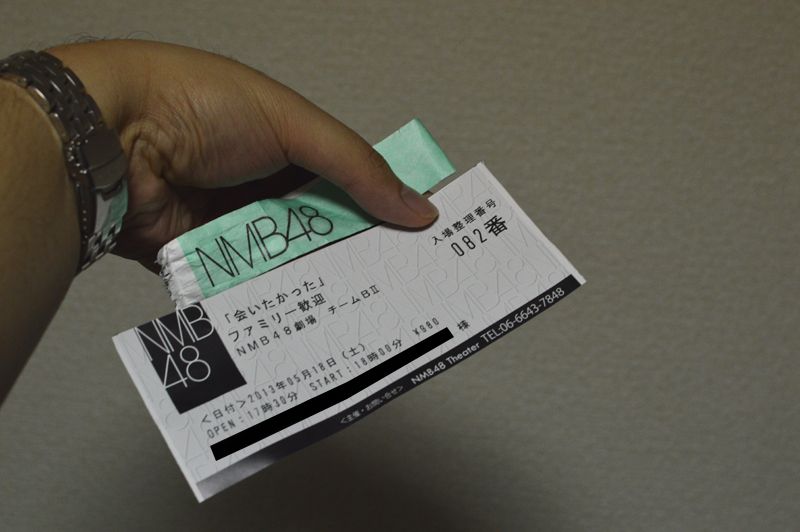 NMB48
入場整理番号
082番
NMB
48
「会いたかった」
ファミリー歓迎
NMB48劇場 チームBⅡ
¥980
<日付>2013年05月18日(土)
OPEN:17時30分 START:18時00分
様
<主催・お問い合せ> NMB48 Theater TEL:06-6643-7848